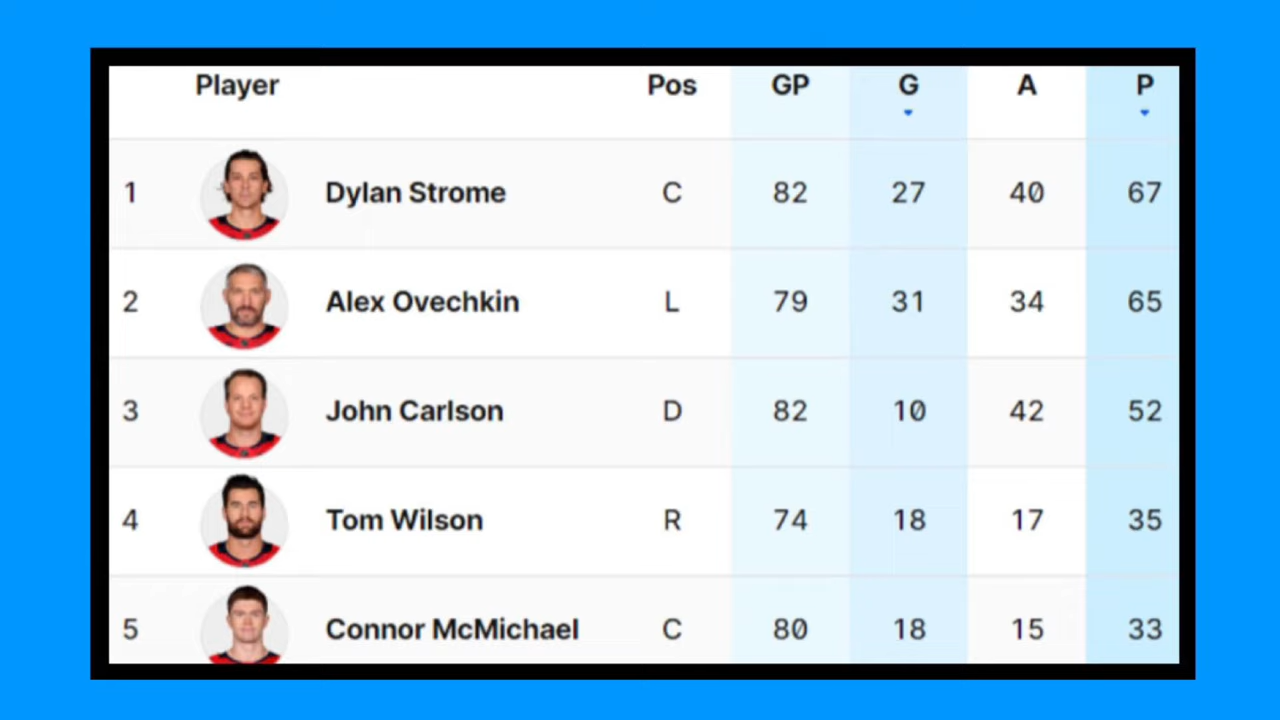 Player Pos GP G A P
1 Dylan Strome C 82 27 40 67
2 Alex Ovechkin L 79 31 34 65
3 John Carlson D 82 10 42 52
4 Tom Wilson R 74 18 17 35
5 Connor McMichael C 80 18 15 33